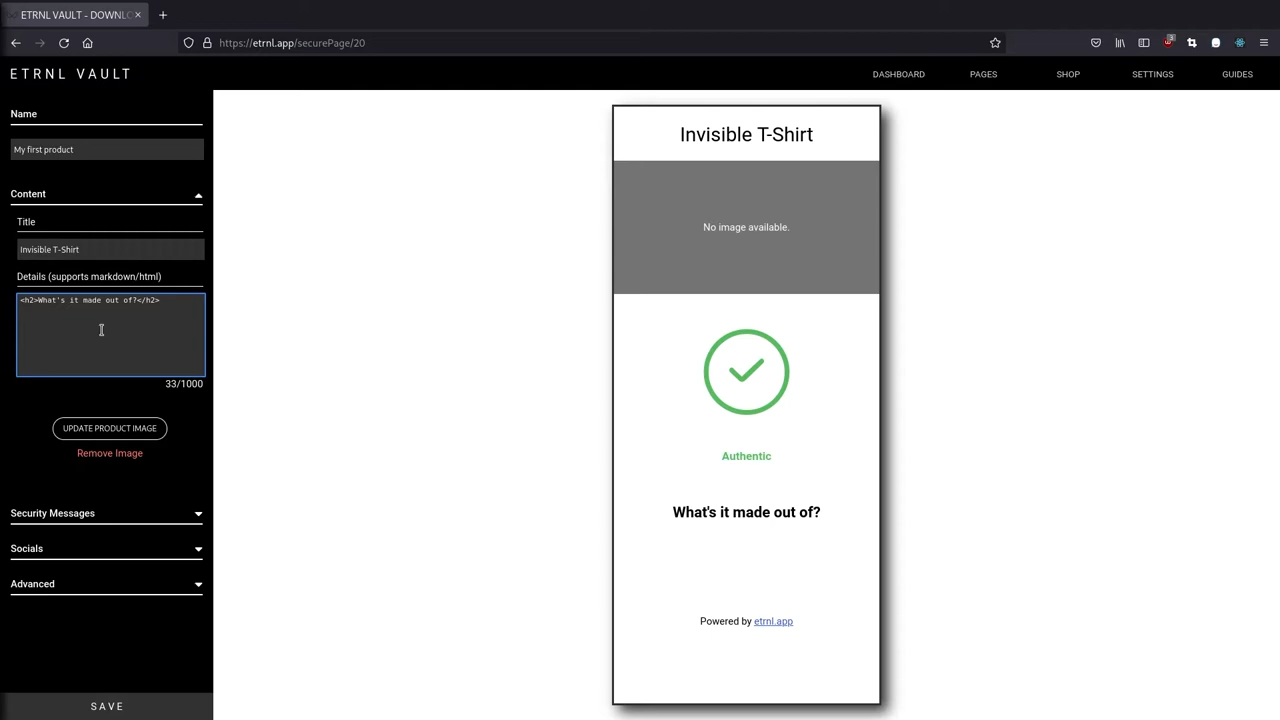 ETRNL VAULT - DOWNLO
https://etrnl.app/securePage/20
3
ETRNL VAULT
DASHBOARD
PAGES
SHOP
SETTINGS
GUIDES
Name
My first product
Content
Title
Invisible T-Shirt
Details (supports markdown/html)
<h2>What's it made out of?</h2>
33/1000
UPDATE PRODUCT IMAGE
Remove Image
Security Messages
Socials
Advanced
SAVE
Invisible T-Shirt
No image available.
Authentic
What's it made out of?
Powered by etrnl.app